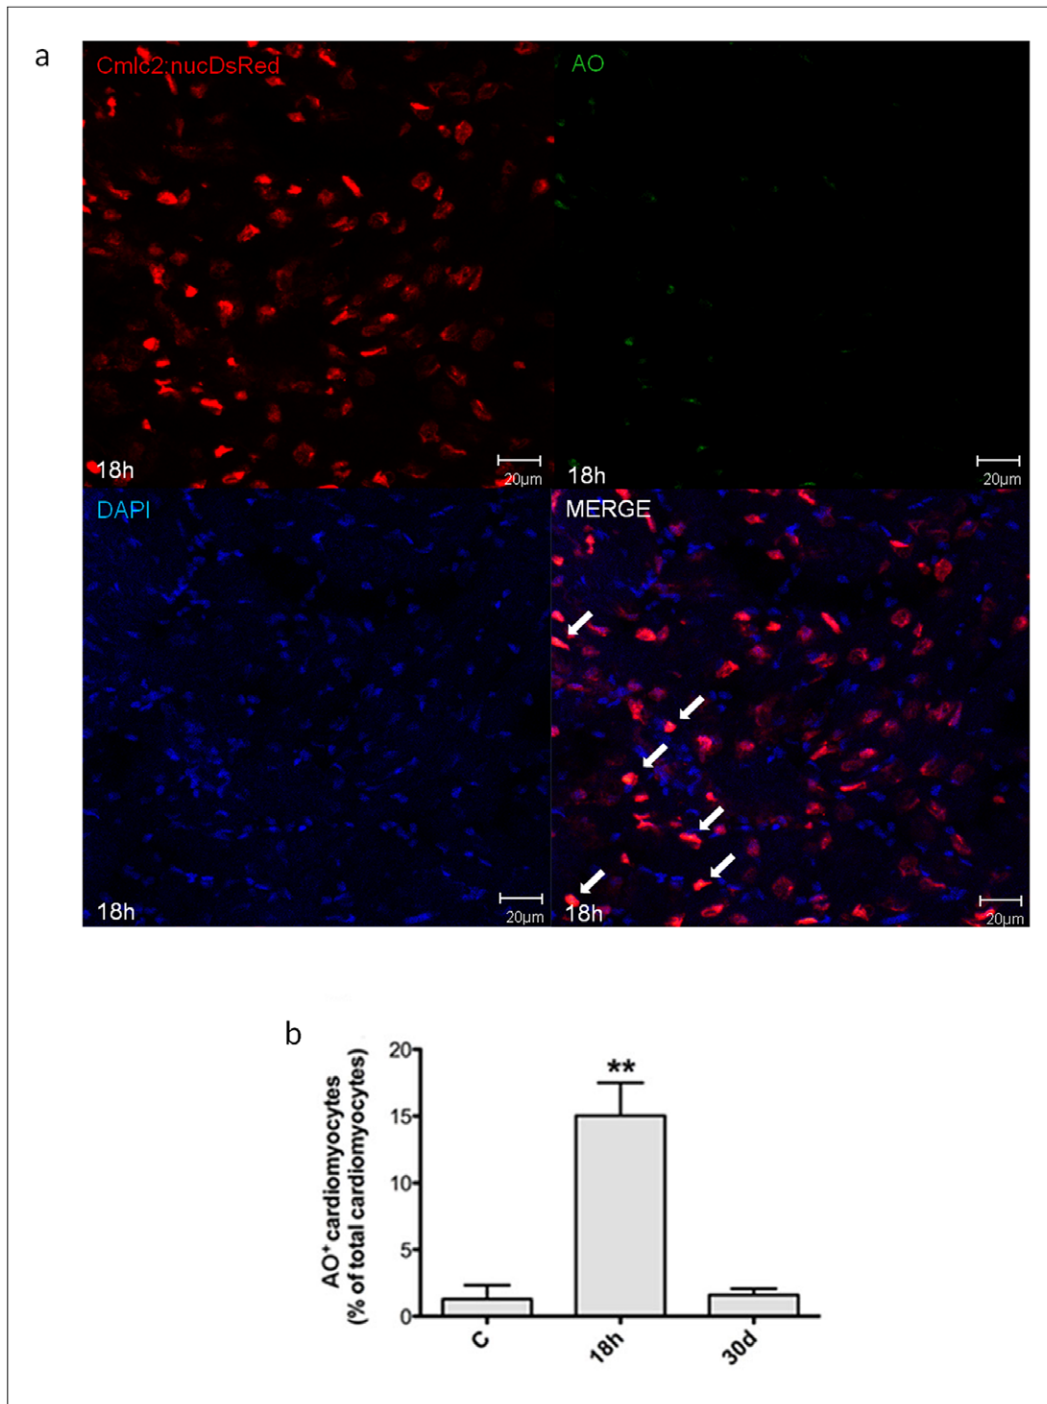 a
Cmlc2:nucDsRed
AO
18h
20µm
18h
20µm
DAPI
MERGE
18h
20µm
18h
20µm
b
AO+ cardiomyocytes
(% of total cardiomyocytes)
20
15
10
5
0
**
C
18h
30d